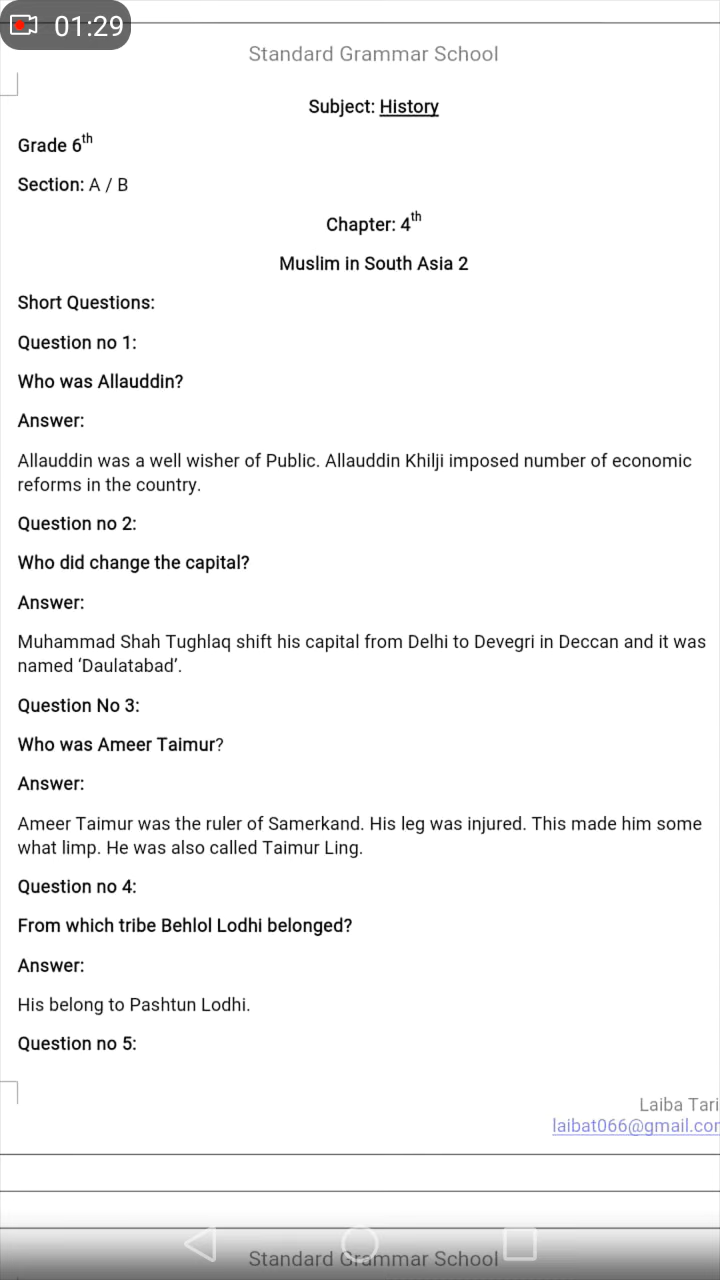 01:29
Standard Grammar School
Subject: History
Grade 6th
Section: A / B
Chapter: 4th
Muslim in South Asia 2
Short Questions:
Question no 1:
Who was Allauddin?
Answer:
Allauddin was a well wisher of Public. Allauddin Khilji imposed number of economic
reforms in the country.
Question no 2:
Who did change the capital?
Answer:
Muhammad Shah Tughlaq shift his capital from Delhi to Devegri in Deccan and it was
named ‘Daulatabad’.
Question No 3:
Who was Ameer Taimur?
Answer:
Ameer Taimur was the ruler of Samerkand. His leg was injured. This made him some
what limp. He was also called Taimur Ling.
Question no 4:
From which tribe Behlol Lodhi belonged?
Answer:
His belong to Pashtun Lodhi.
Question no 5:
Laiba Tari
laibat066@gmail.cor
Standard Grammar School